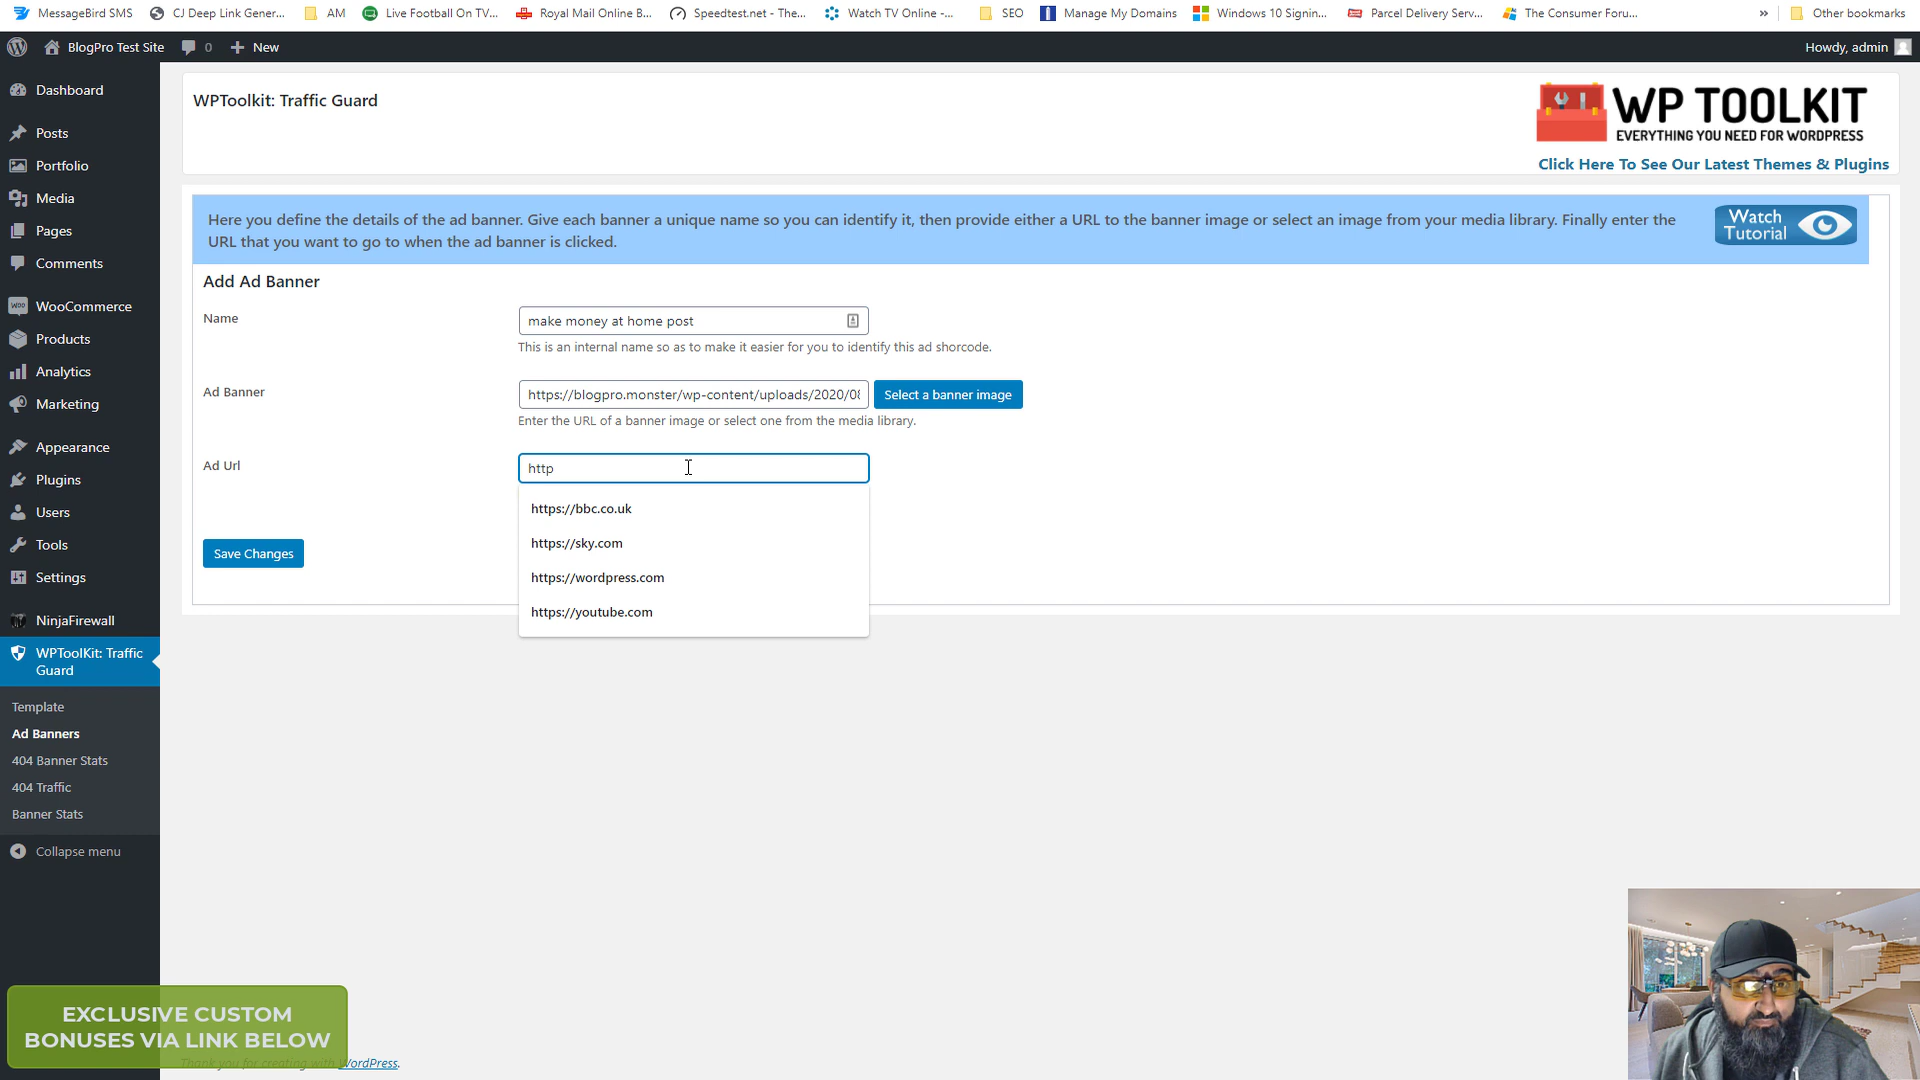 MessageBird SMS
CJ Deep Link Gener...
AM
Live Football On TV...
Royal Mail Online B...
Speedtest.net - The...
Watch TV Online -...
SEO
Manage My Domains
Windows 10 Signin...
Parcel Delivery Serv...
The Consumer Foru...
»
Other bookmarks
BlogPro Test Site
0
New
Howdy, admin
Dashboard
Posts
Portfolio
Media
Pages
Comments
WOO
WooCommerce
Products
Analytics
Marketing
Appearance
Plugins
Users
Tools
Settings
NinjaFirewall
WPToolKit: Traffic
Guard
Template
Ad Banners
404 Banner Stats
404 Traffic
Banner Stats
Collapse menu
WPToolkit: Traffic Guard
WP TOOLKIT
EVERYTHING YOU NEED FOR WORDPRESS
Click Here To See Our Latest Themes & Plugins
Here you define the details of the ad banner. Give each banner a unique name so you can identify it, then provide either a URL to the banner image or select an image from your media library. Finally enter the
URL that you want to go to when the ad banner is clicked.
Watch
Tutorial
Add Ad Banner
Name
make money at home post
This is an internal name so as to make it easier for you to identify this ad shorcode.
Ad Banner
https://blogpro.monster/wp-content/uploads/2020/08
Select a banner image
Enter the URL of a banner image or select one from the media library.
Ad Url
http
https://bbc.co.uk
https://sky.com
https://wordpress.com
https://youtube.com
Save Changes
EXCLUSIVE CUSTOM
BONUSES VIA LINK BELOW
Thank you for creating with WordPress.